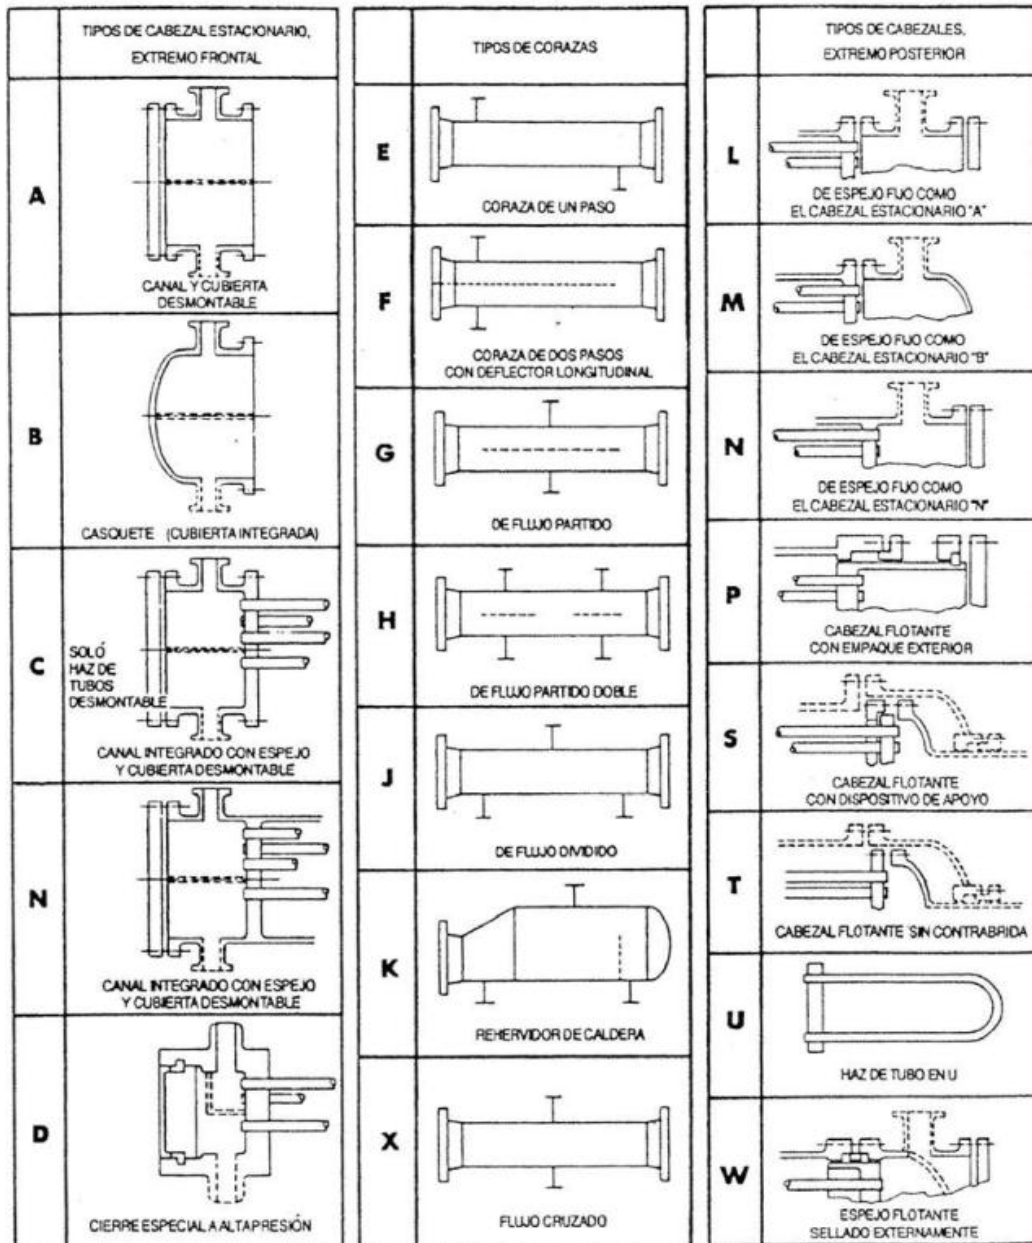 TIPOS DE CABEZAL ESTACIONARIO,
EXTREMO FRONTAL
A
CANAL Y CUBIERTA
DESMONTABLE
B
CASQUETE (CUBIERTA INTEGRADA)
C
SOLÓ
HAZ DE
TUBOS
DESMONTABLE
CANAL INTEGRADO CON ESPEJO
Y CUBIERTA DESMONTABLE
N
CANAL INTEGRADO CON ESPEJO
Y CUBIERTA DESMONTABLE
D
CIERRE ESPECIAL A ALTA PRESIÓN
TIPOS DE CORAZAS
E
CORAZA DE UN PASO
F
CORAZA DE DOS PASOS
CON DEFLECTOR LONGITUDINAL
G
DE FLUJO PARTIDO
H
DE FLUJO PARTIDO DOBLE
J
DE FLUJO DIVIDIDO
K
REHERVIDOR DE CALDERA
X
FLUJO CRUZADO
TIPOS DE CABEZALES,
EXTREMO POSTERIOR
L
DE ESPEJO FIJO COMO
EL CABEZAL ESTACIONARIO "A"
M
DE ESPEJO FIJO COMO
EL CABEZAL ESTACIONARIO "B"
N
DE ESPEJO FIJO COMO
EL CABEZAL ESTACIONARIO "N"
P
CABEZAL FLOTANTE
CON EMPAQUE EXTERIOR
S
CABEZAL FLOTANTE
CON DISPOSITIVO DE APOYO
T
CABEZAL FLOTANTE SIN CONTRABRIDA
U
HAZ DE TUBO EN U
W
ESPEJO FLOTANTE
SELLADO EXTERNAMENTE